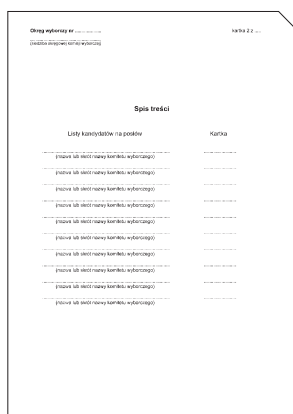 Okręg wyborczy nr .................... kartka 2 z ....
(siedziba okręgowej komisji wyborczej)
Spis treści
Listy kandydatów na posłów Kartka
(nazwa lub skrót nazwy komitetu wyborczego)
(nazwa lub skrót nazwy komitetu wyborczego)
(nazwa lub skrót nazwy komitetu wyborczego)
(nazwa lub skrót nazwy komitetu wyborczego)
(nazwa lub skrót nazwy komitetu wyborczego)
(nazwa lub skrót nazwy komitetu wyborczego)
(nazwa lub skrót nazwy komitetu wyborczego)
(nazwa lub skrót nazwy komitetu wyborczego)
(nazwa lub skrót nazwy komitetu wyborczego)
(nazwa lub skrót nazwy komitetu wyborczego)